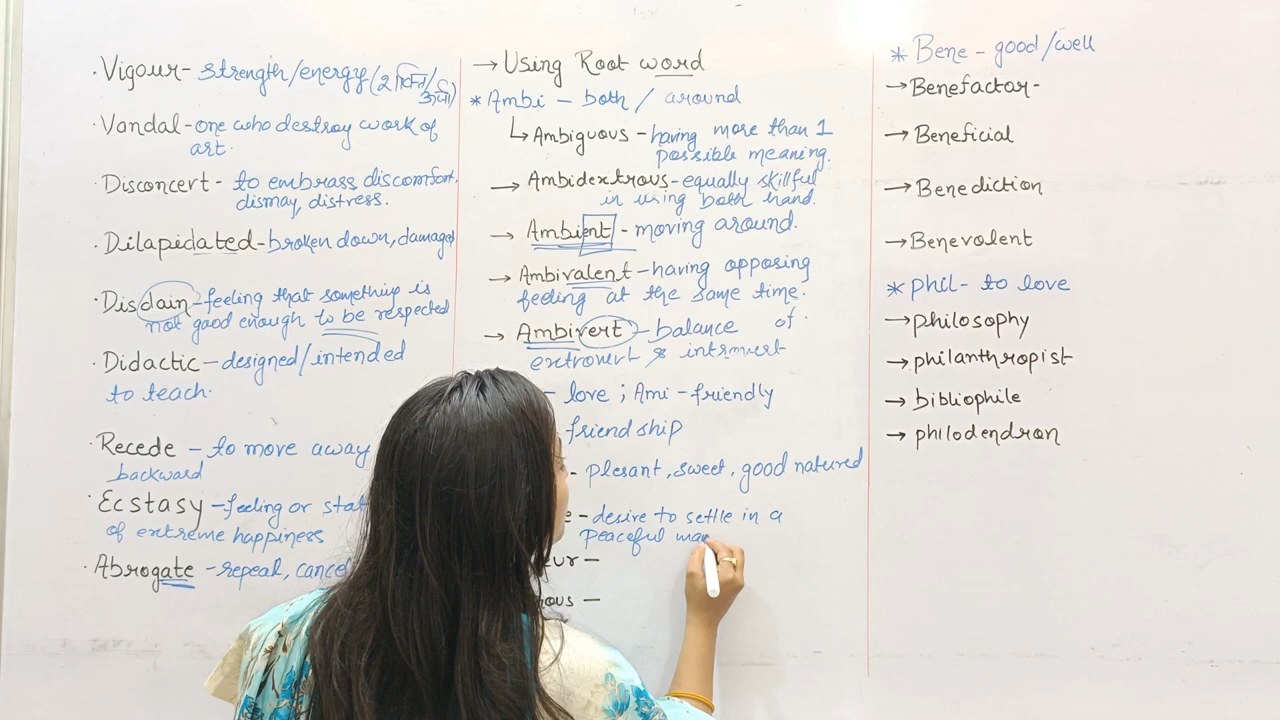 · Vigour - strength/energy (
· Vandal - one who destroy work of
art.
· Disconcert - to embrass discomfort.
dismay, distress.
· Dilapidated - broken down, damaged
· Disdain - feeling that something is
not good enough to be respected
· Didactic - designed/intended
to teach.
· Recede - to move away
backward
· Ecstasy - feeling or stat
of extreme happiness
· Abrogate - repeal, cancel
→ Using Root word
* Ambi - both / around
↳ Ambiguous - having more than 1
possible meaning.
→ Ambidextrous - equally skillful
in using both hand.
→ Ambient - moving around.
→ Ambivalent - having opposing
feeling at the same time.
→ Ambivert - balance of
extrovert & introvert
- love ; Ami - friendly
friendship
- plesant, sweet, good natured
e - desire to settle in a
peaceful man
eur -
ous -
* Bene - good/well
→ Benefactor -
→ Beneficial
→ Benediction
→ Benevolent
* phil - to love
→ philosophy
→ philanthropist
→ bibliophile
→ philodendron